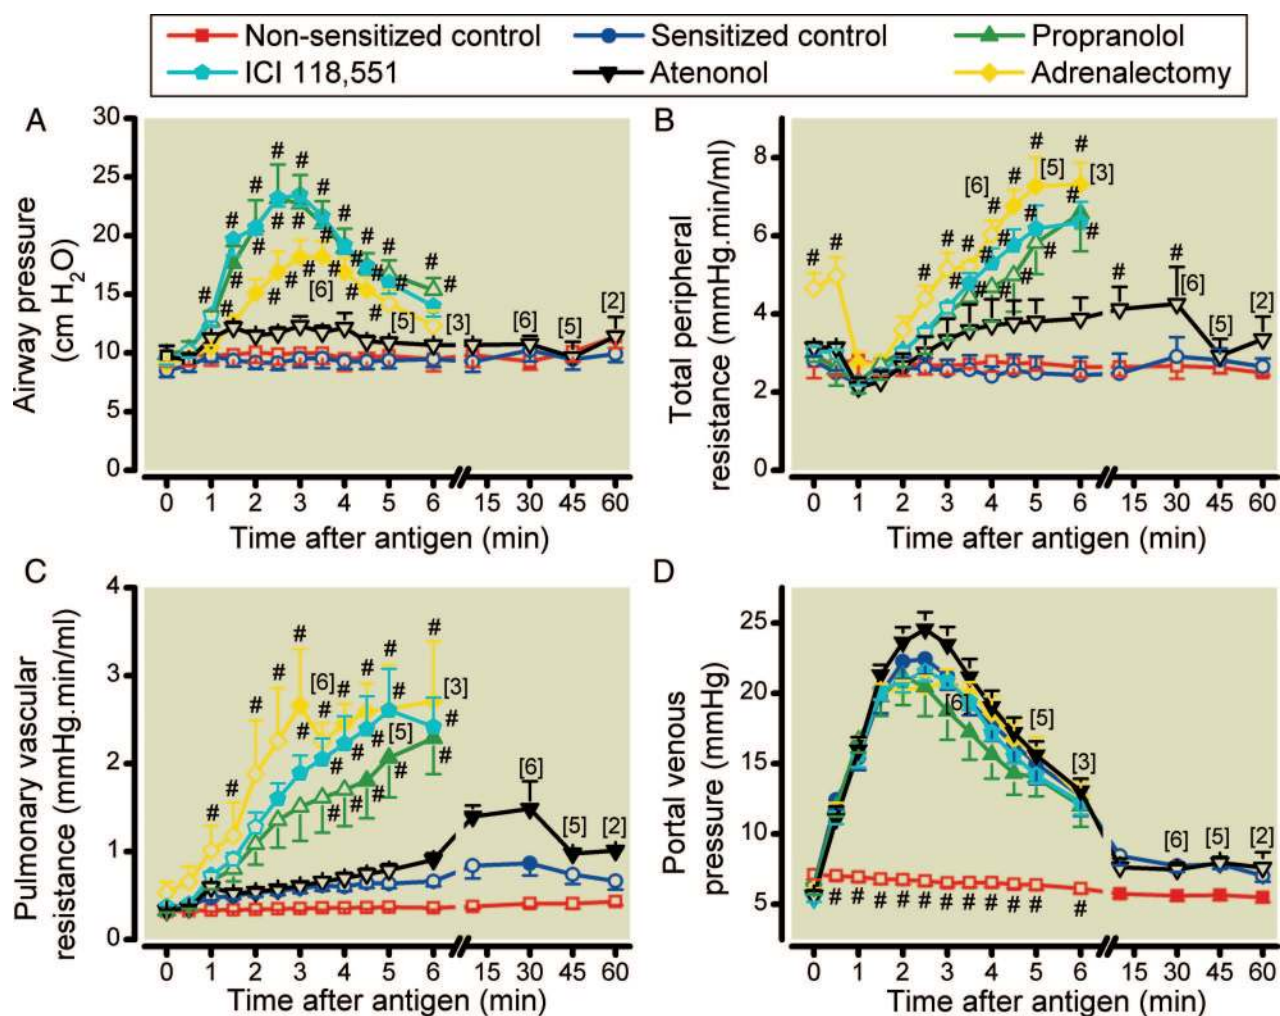 Non-sensitized control Sensitized control Propranolol
ICI 118,551 Atenonol Adrenalectomy
A
30
25
20
15
10
5
0
Airway pressure
(cm H2O)
# # # # # # # # # # #
# # # # # # # # # #
[6] [5] [3] [6] [5] [2]
0 1 2 3 4 5 6 15 30 45 60
Time after antigen (min)
B
8
6
4
2
0
Total peripheral
resistance (mmHg.min/ml)
# # # # # # # # # # # # # # # # # # #
[6] [5] [3] [6] [5] [2]
0 1 2 3 4 5 6 15 30 45 60
Time after antigen (min)
C
4
3
2
1
0
Pulmonary vascular
resistance (mmHg.min/ml)
# # # # # # # # #
# # # # # #
# # # # #
[6] [5] [3] [6] [5] [2]
0 1 2 3 4 5 6 15 30 45 60
Time after antigen (min)
D
25
20
15
10
5
Portal venous
pressure (mmHg)
[6] [5] [3] [6] [5] [2]
# # # # # # # # # # #
0 1 2 3 4 5 6 15 30 45 60
Time after antigen (min)